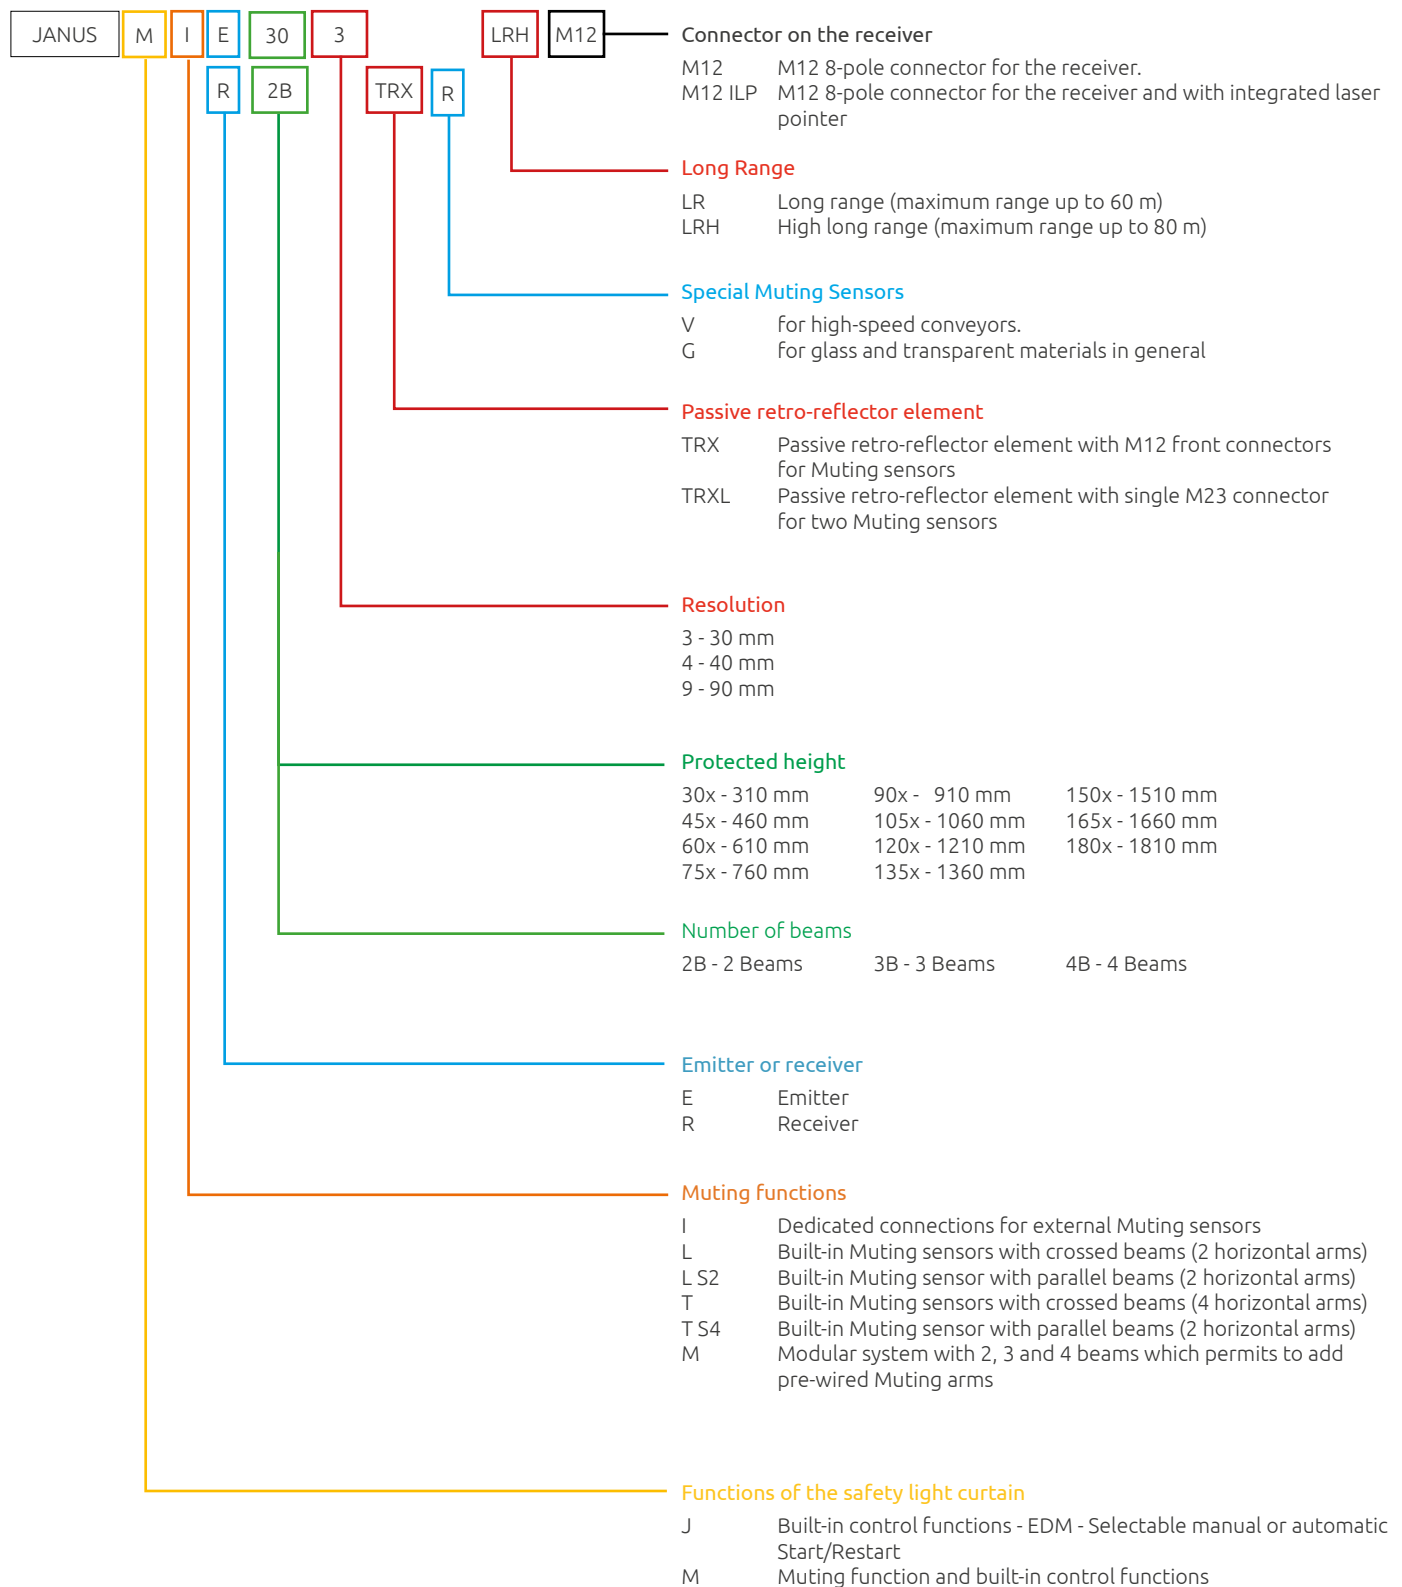 JANUS M I E 30 3 LRH M12
R 2B TRX R
Connector on the receiver
M12 M12 8-pole connector for the receiver.
M12 ILP M12 8-pole connector for the receiver and with integrated laser
pointer
Long Range
LR Long range (maximum range up to 60 m)
LRH High long range (maximum range up to 80 m)
Special Muting Sensors
V for high-speed conveyors.
G for glass and transparent materials in general
Passive retro-reflector element
TRX Passive retro-reflector element with M12 front connectors
for Muting sensors
TRXL Passive retro-reflector element with single M23 connector
for two Muting sensors
Resolution
3 - 30 mm
4 - 40 mm
9 - 90 mm
Protected height
30x - 310 mm 90x - 910 mm 150x - 1510 mm
45x - 460 mm 105x - 1060 mm 165x - 1660 mm
60x - 610 mm 120x - 1210 mm 180x - 1810 mm
75x - 760 mm 135x - 1360 mm
Number of beams
2B - 2 Beams 3B - 3 Beams 4B - 4 Beams
Emitter or receiver
E Emitter
R Receiver
Muting functions
I Dedicated connections for external Muting sensors
L Built-in Muting sensors with crossed beams (2 horizontal arms)
L S2 Built-in Muting sensor with parallel beams (2 horizontal arms)
T Built-in Muting sensors with crossed beams (4 horizontal arms)
T S4 Built-in Muting sensor with parallel beams (2 horizontal arms)
M Modular system with 2, 3 and 4 beams which permits to add
pre-wired Muting arms
Functions of the safety light curtain
J Built-in control functions - EDM - Selectable manual or automatic
Start/Restart
M Muting function and built-in control functions